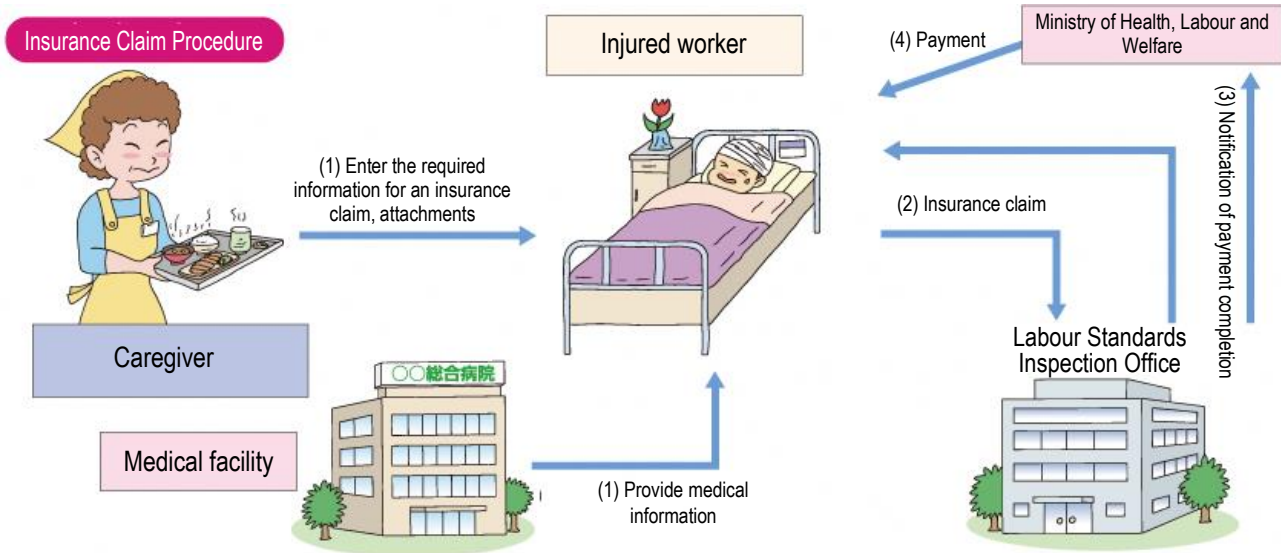 Insurance Claim Procedure
Injured worker
Ministry of Health, Labour and
Welfare
(4) Payment
(1) Enter the required
information for an insurance
claim, attachments
(2) Insurance claim
(3) Notification of payment completion
Caregiver
Labour Standards
Inspection Office
〇〇総合病院
Medical facility
(1) Provide medical
information